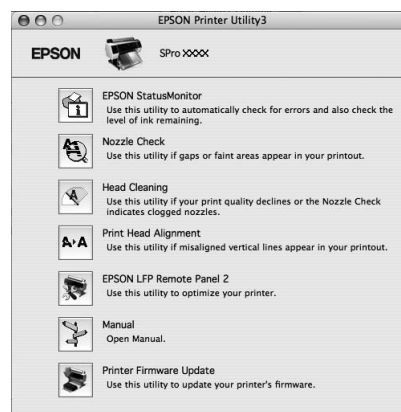 EPSON Printer Utility3
EPSON SPro XXXX
EPSON StatusMonitor
Use this utility to automatically check for errors and also check the
level of ink remaining.
Nozzle Check
Use this utility if gaps or faint areas appear in your printout.
Head Cleaning
Use this utility if your print quality declines or the Nozzle Check
indicates clogged nozzles.
A▸A
Print Head Alignment
Use this utility if misaligned vertical lines appear in your printout.
EPSON LFP Remote Panel 2
Use this utility to optimize your printer.
Manual
Open Manual.
Printer Firmware Update
Use this utility to update your printer's firmware.